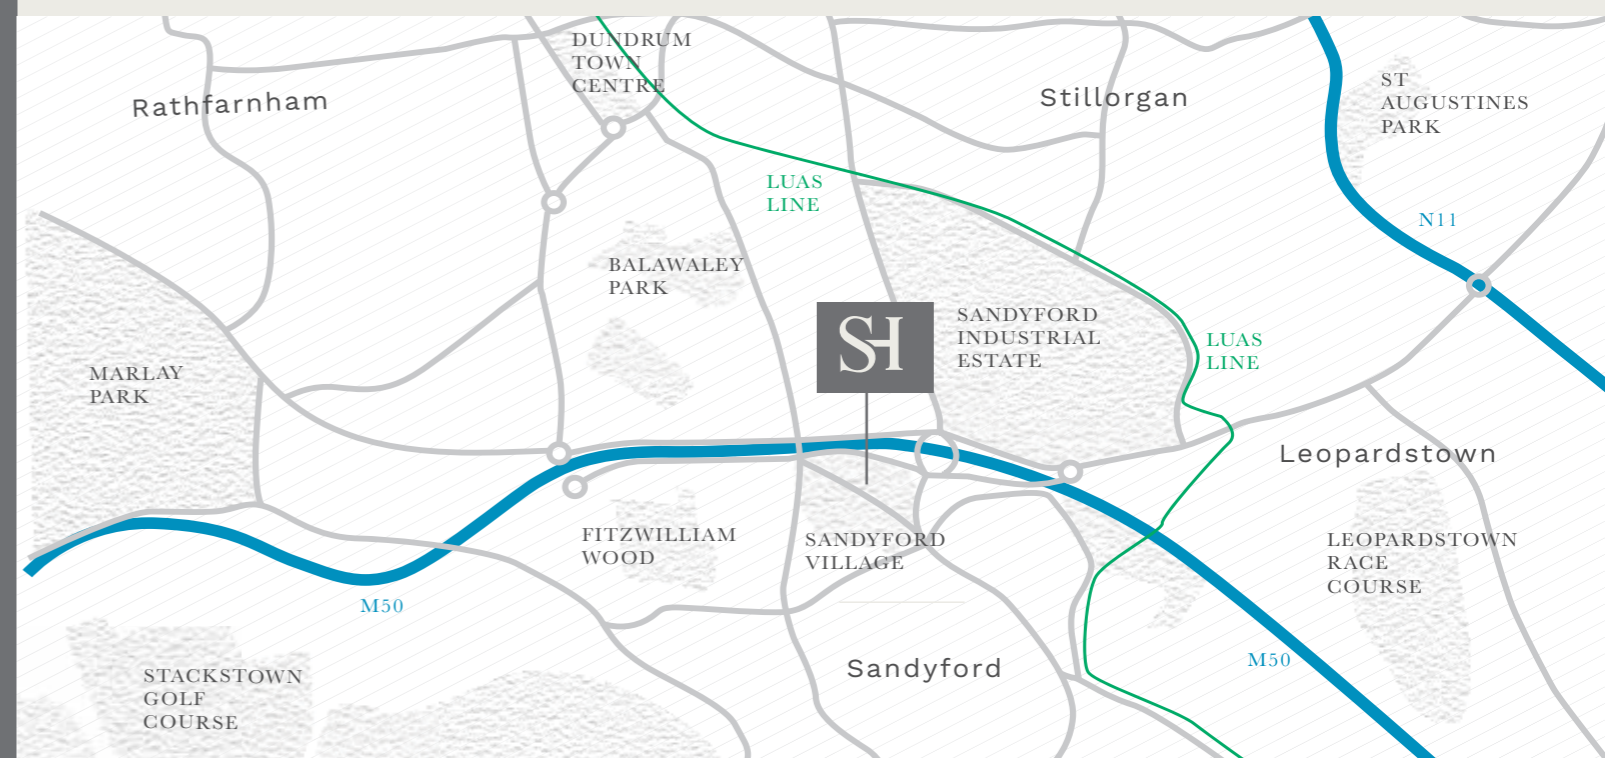 DUNDRUM
TOWN
CENTRE
Rathfarnham
Stillorgan
ST
AUGUSTINES
PARK
LUAS
LINE
N11
BALAWALEY
PARK
SH
SANDYFORD
INDUSTRIAL
ESTATE
LUAS
LINE
MARLAY
PARK
Leopardstown
FITZWILLIAM
WOOD
SANDYFORD
VILLAGE
LEOPARDSTOWN
RACE
COURSE
M50
M50
Sandyford
STACKSTOWN
GOLF
COURSE